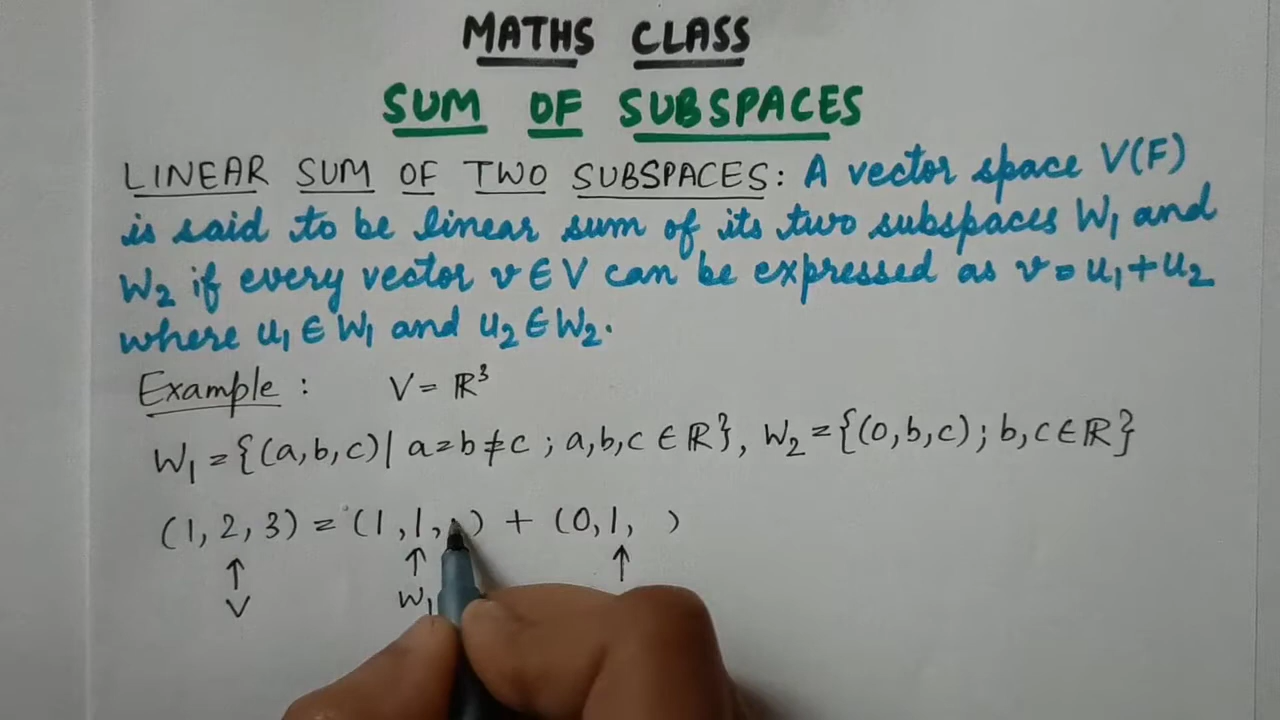 MATHS CLASS
SUM OF SUBSPACES
LINEAR SUM OF TWO SUBSPACES: A vector space V(F)
is said to be linear sum of its two subspaces W₁ and
W₂ if every vector v ∈ V can be expressed as v = u₁ + u₂
where u₁ ∈ W₁ and u₂ ∈ W₂.
Example : V = ℝ³
W₁ = {(a,b,c) | a=b≠c ; a,b,c ∈ ℝ}, W₂ = {(0,b,c) ; b,c ∈ ℝ}
(1, 2, 3) = (1, 1, ) + (0, 1, )
↑ ↑ ↑
V W₁